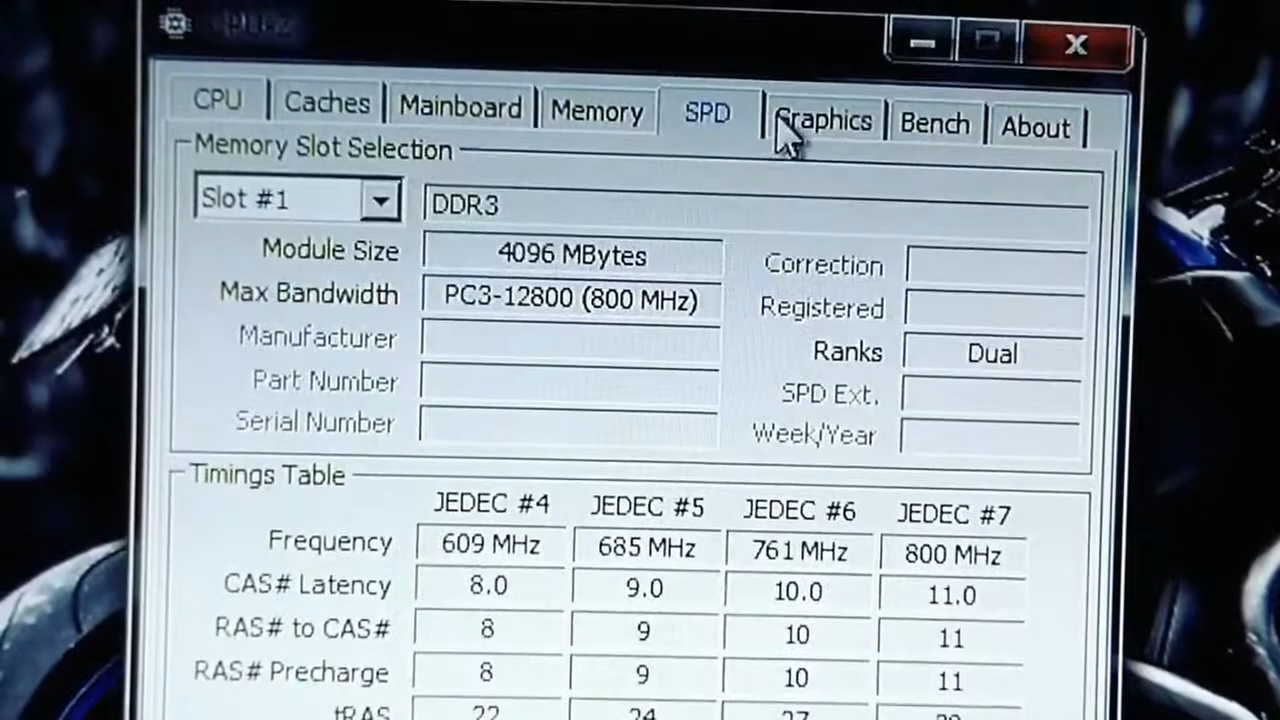 CPU Caches Mainboard Memory SPD Graphics Bench About
Memory Slot Selection
Slot #1 DDR3
Module Size 4096 MBytes Correction
Max Bandwidth PC3-12800 (800 MHz) Registered
Manufacturer Ranks Dual
Part Number SPD Ext.
Serial Number Week/Year
Timings Table
JEDEC #4 JEDEC #5 JEDEC #6 JEDEC #7
Frequency 609 MHz 685 MHz 761 MHz 800 MHz
CAS# Latency 8.0 9.0 10.0 11.0
RAS# to CAS# 8 9 10 11
RAS# Precharge 8 9 10 11
tRAS 22 24 27